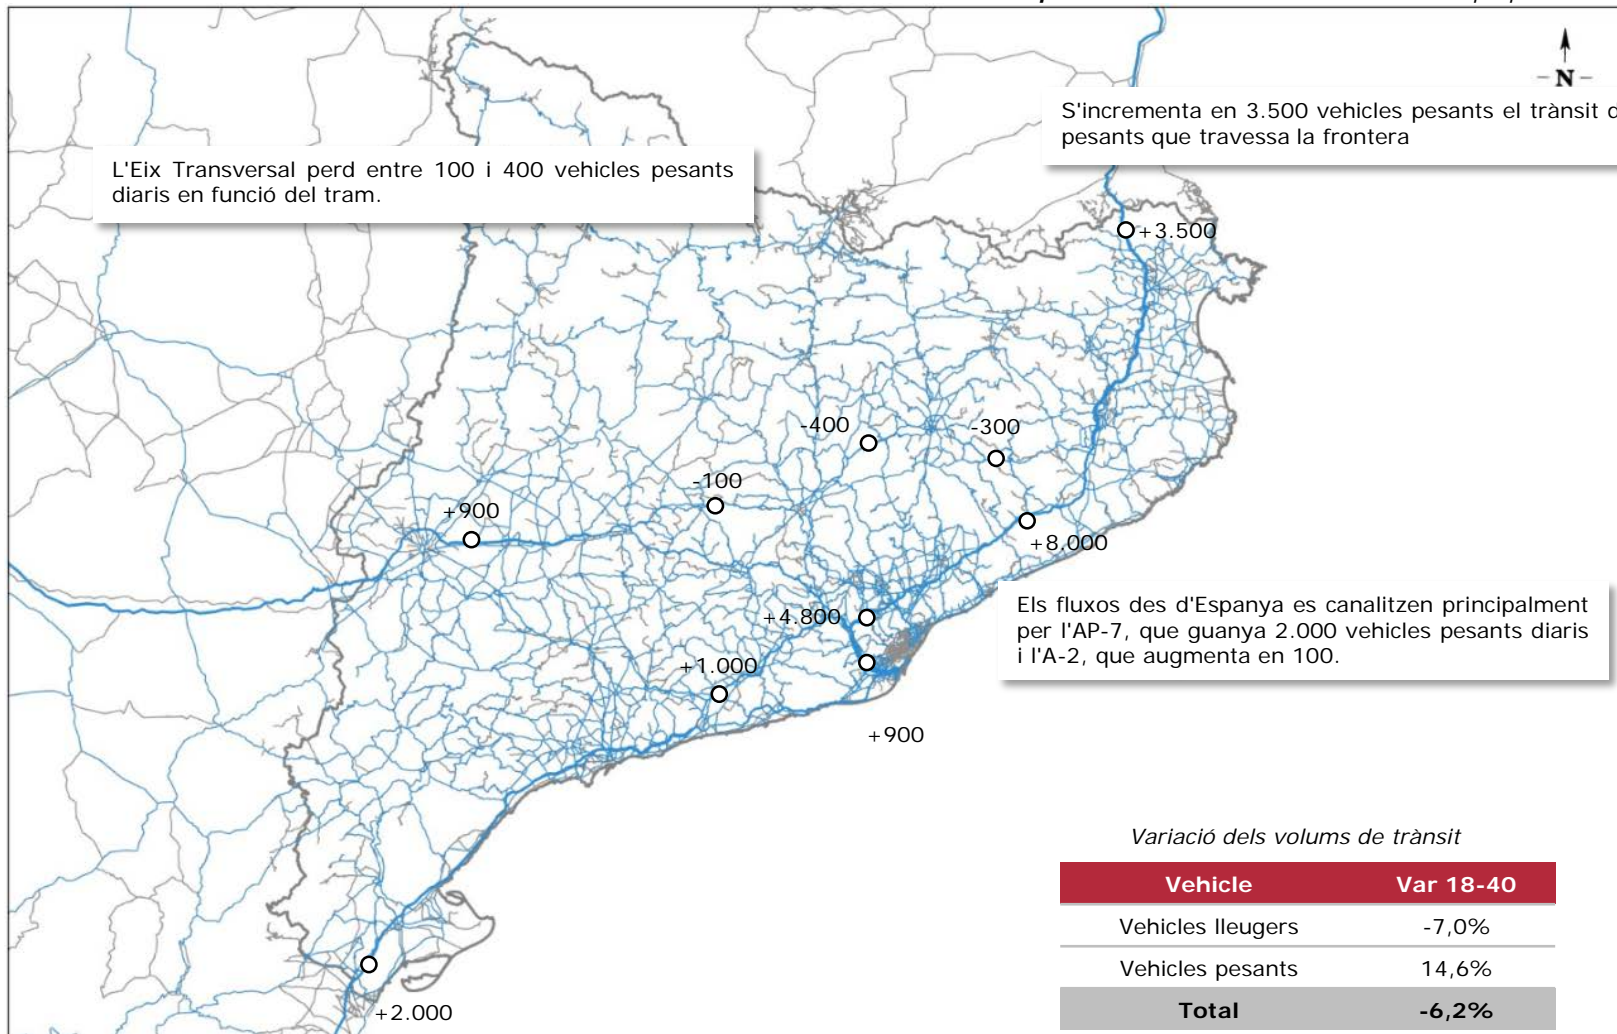 N
S'incrementa en 3.500 vehicles pesants el trànsit d
pesants que travessa la frontera
L'Eix Transversal perd entre 100 i 400 vehicles pesants
diaris en funció del tram.
+3.500
-400
-300
-100
+900
+8.000
+4.800
+1.000
+900
Els fluxos des d'Espanya es canalitzen principalment
per l'AP-7, que guanya 2.000 vehicles pesants diaris
i l'A-2, que augmenta en 100.
+2.000
Variació dels volums de trànsit
Vehicle Var 18-40
Vehicles lleugers -7,0%
Vehicles pesants 14,6%
Total -6,2%